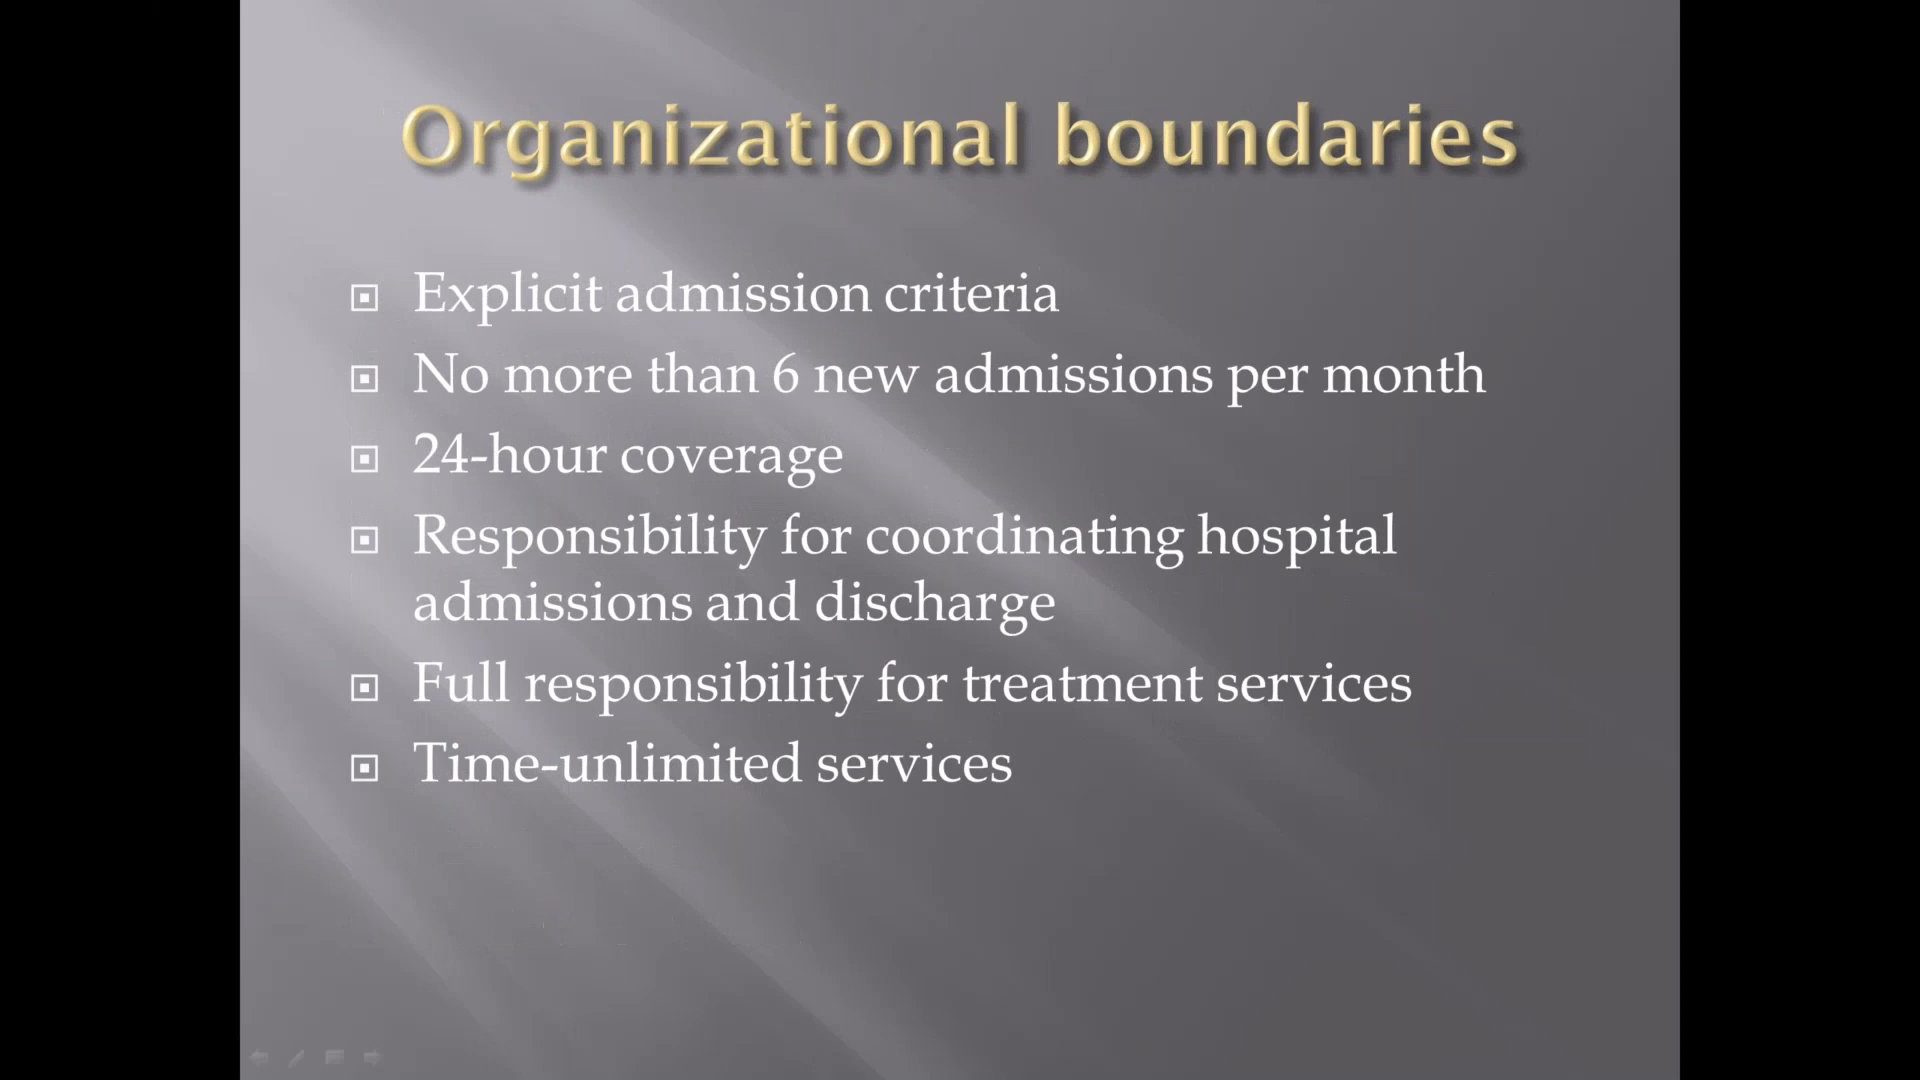 Organizational boundaries
Explicit admission criteria
No more than 6 new admissions per month
24-hour coverage
Responsibility for coordinating hospital
admissions and discharge
Full responsibility for treatment services
Time-unlimited services